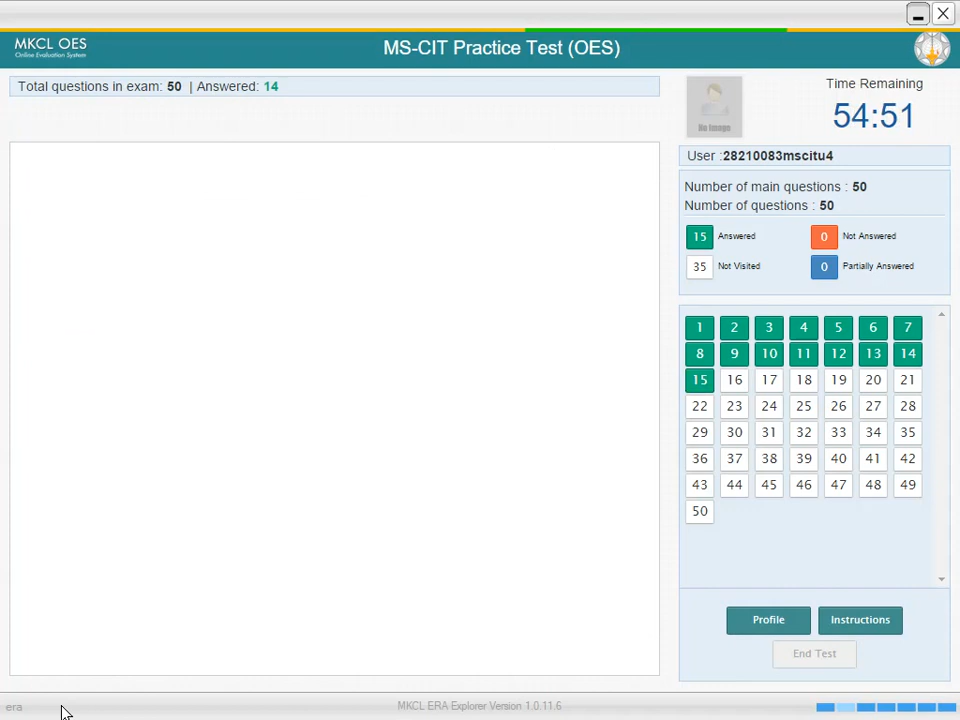 MKCL OES
Online Evaluation System
MS-CIT Practice Test (OES)
Total questions in exam: 50 | Answered: 14
No Image
Time Remaining
54:51
User :28210083mscitu4
Number of main questions : 50
Number of questions : 50
15 Answered 0 Not Answered
35 Not Visited 0 Partially Answered
1 2 3 4 5 6 7
8 9 10 11 12 13 14
15 16 17 18 19 20 21
22 23 24 25 26 27 28
29 30 31 32 33 34 35
36 37 38 39 40 41 42
43 44 45 46 47 48 49
50
Profile Instructions
End Test
era MKCL ERA Explorer Version 1.0.11.6